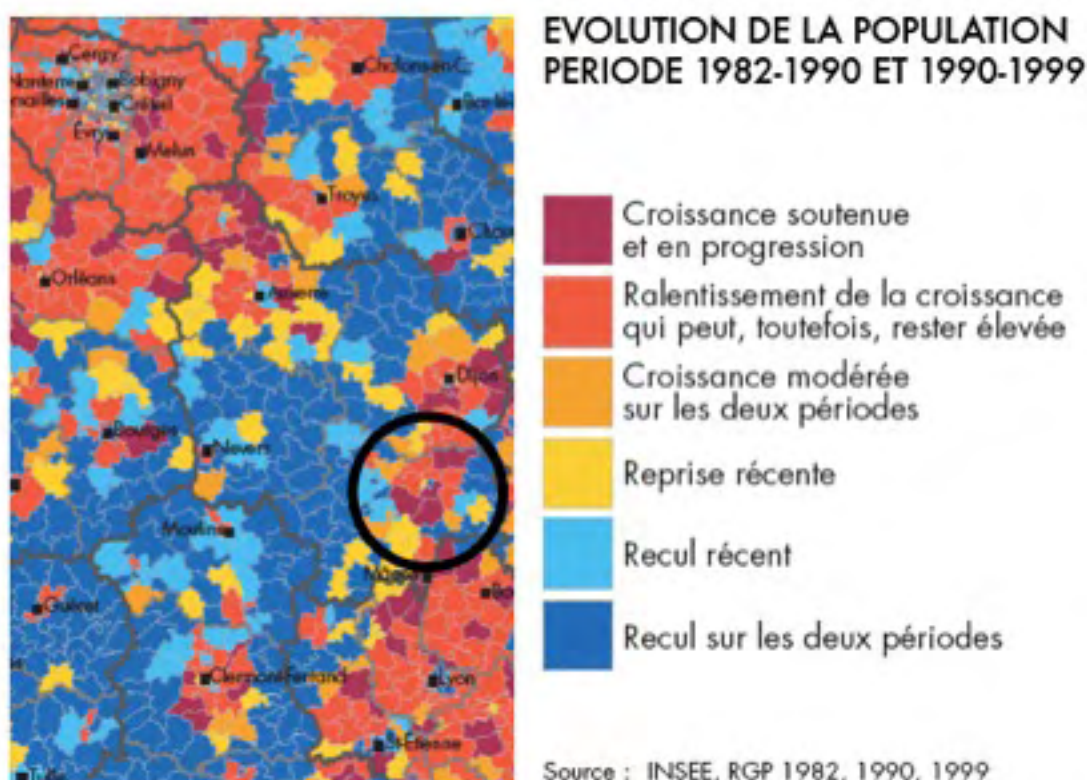 EVOLUTION DE LA POPULATION
PERIODE 1982-1990 ET 1990-1999
Croissance soutenue
et en progression
Ralentissement de la croissance
qui peut, toutefois, rester élevée
Croissance modérée
sur les deux périodes
Reprise récente
Recul récent
Recul sur les deux périodes
Source : INSEE, RGP 1982, 1990, 1999
Cergy
Nanterre
Bobigny
Créteil
Évry
Melun
Troyes
Orléans
Auxerre
Dijon
Bourges
Nevers
Moulins
Guéret
Clermont-Ferrand
Lyon
St-Étienne